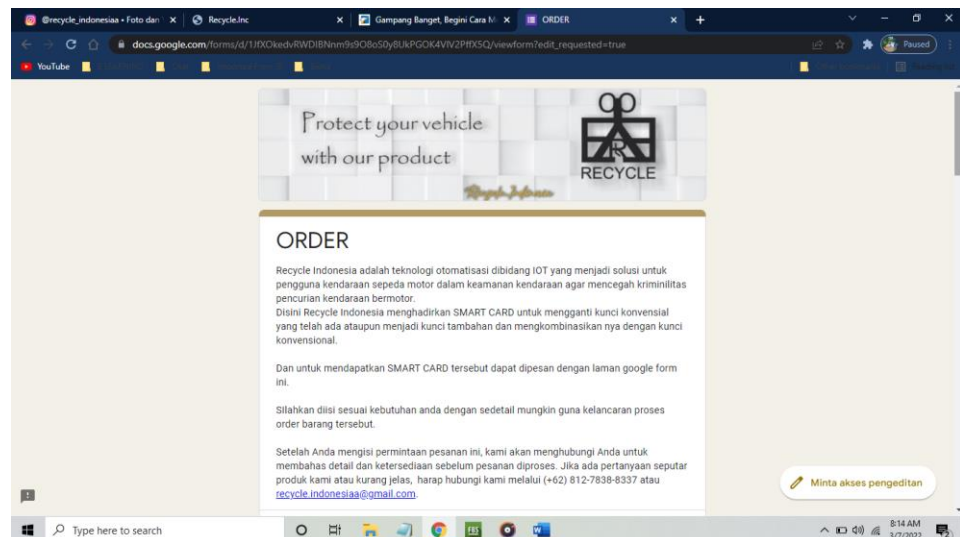 @recycle_indonesiaa • Foto dan
Recycle.Inc
Gampang Banget, Begini Cara M
ORDER
docs.google.com/forms/d/1JfXOkedvRWDIBNnm9s9O8oS0y8UkPGOK4VIV2PffX5Q/viewform?edit_requested=true
Paused
YouTube
Protect your vehicle
with our product
RECYCLE
ORDER
Recycle Indonesia adalah teknologi otomatisasi dibidang IOT yang menjadi solusi untuk
pengguna kendaraan sepeda motor dalam keamanan kendaraan agar mencegah kriminilitas
pencurian kendaraan bermotor.
Disini Recycle Indonesia menghadirkan SMART CARD untuk mengganti kunci konvensial
yang telah ada ataupun menjadi kunci tambahan dan mengkombinasikan nya dengan kunci
konvensional.
Dan untuk mendapatkan SMART CARD tersebut dapat dipesan dengan laman google form
ini.
SIlahkan diisi sesuai kebutuhan anda dengan sedetail mungkin guna kelancaran proses
order barang tersebut.
Setelah Anda mengisi permintaan pesanan ini, kami akan menghubungi Anda untuk
membahas detail dan ketersediaan sebelum pesanan diproses. Jika ada pertanyaan seputar
produk kami atau kurang jelas, harap hubungi kami melalui (+62) 812-7838-8337 atau
recycle.indonesiaa@gmail.com.
Minta akses pengeditan
Type here to search
8:14 AM
3/7/2022